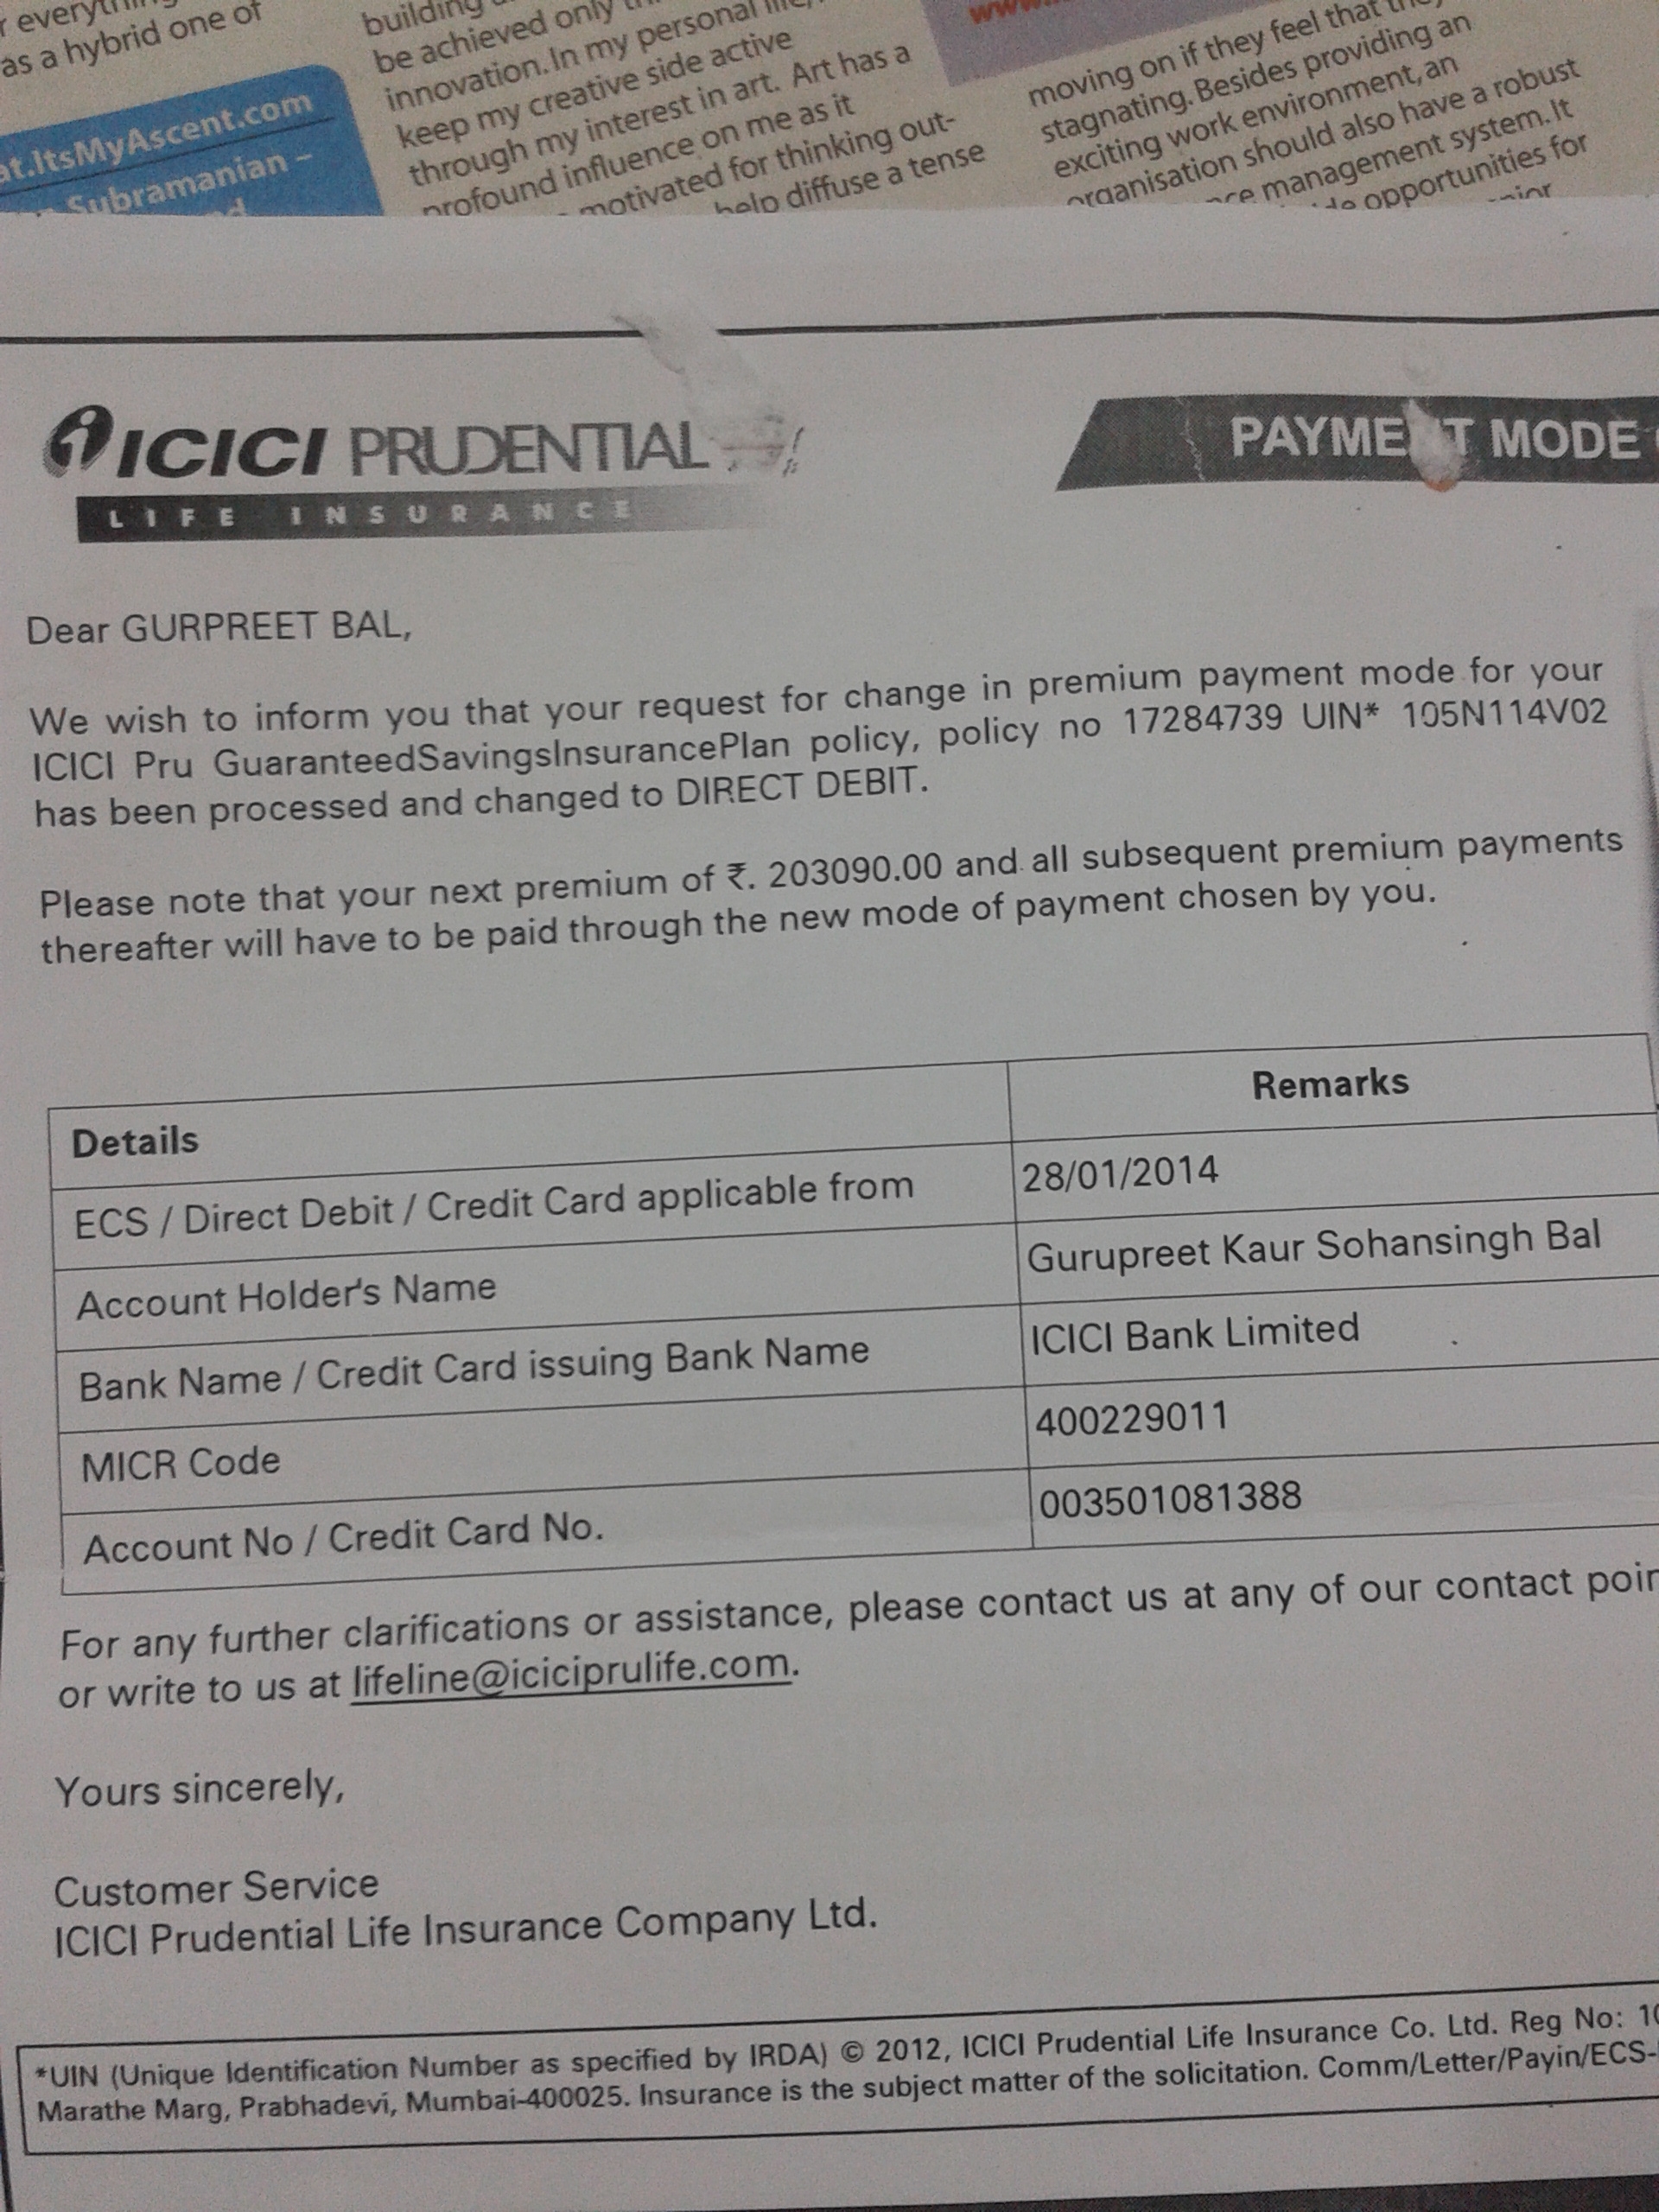 r everything
as a hybrid one of
at.ItsMyAscent.com
Subramanian -
building
be achieved only
innovation. In my personal
keep my creative side active
through my interest in art. Art has a
profound influence on me as it
motivated for thinking out-
help diffuse a tense
moving on if they feel that
stagnating. Besides providing an
exciting work environment, an
organisation should also have a robust
management system. It
opportunities for
ICICI PRUDENTIAL
LIFE INSURANCE
PAYME T MODE
Dear GURPREET BAL,
We wish to inform you that your request for change in premium payment mode for your
ICICI Pru GuaranteedSavingsInsurancePlan policy, policy no 17284739 UIN* 105N114V02
has been processed and changed to DIRECT DEBIT.
Please note that your next premium of ₹. 203090.00 and all subsequent premium payments
thereafter will have to be paid through the new mode of payment chosen by you.
Details Remarks
ECS / Direct Debit / Credit Card applicable from 28/01/2014
Account Holder's Name Gurupreet Kaur Sohansingh Bal
Bank Name / Credit Card issuing Bank Name ICICI Bank Limited
MICR Code 400229011
Account No / Credit Card No. 003501081388
For any further clarifications or assistance, please contact us at any of our contact poin
or write to us at lifeline@iciciprulife.com.
Yours sincerely,
Customer Service
ICICI Prudential Life Insurance Company Ltd.
*UIN (Unique Identification Number as specified by IRDA) © 2012, ICICI Prudential Life Insurance Co. Ltd. Reg No: 10
Marathe Marg, Prabhadevi, Mumbai-400025. Insurance is the subject matter of the solicitation. Comm/Letter/Payin/ECS-